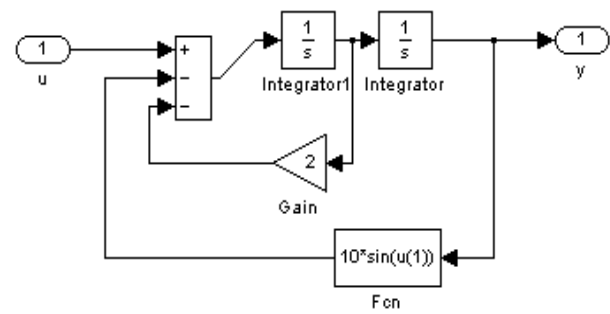 1
u
+
−
−
1
s
Integrator1
1
s
Integrator
1
y
2
Gain
10*sin(u(1))
Fcn